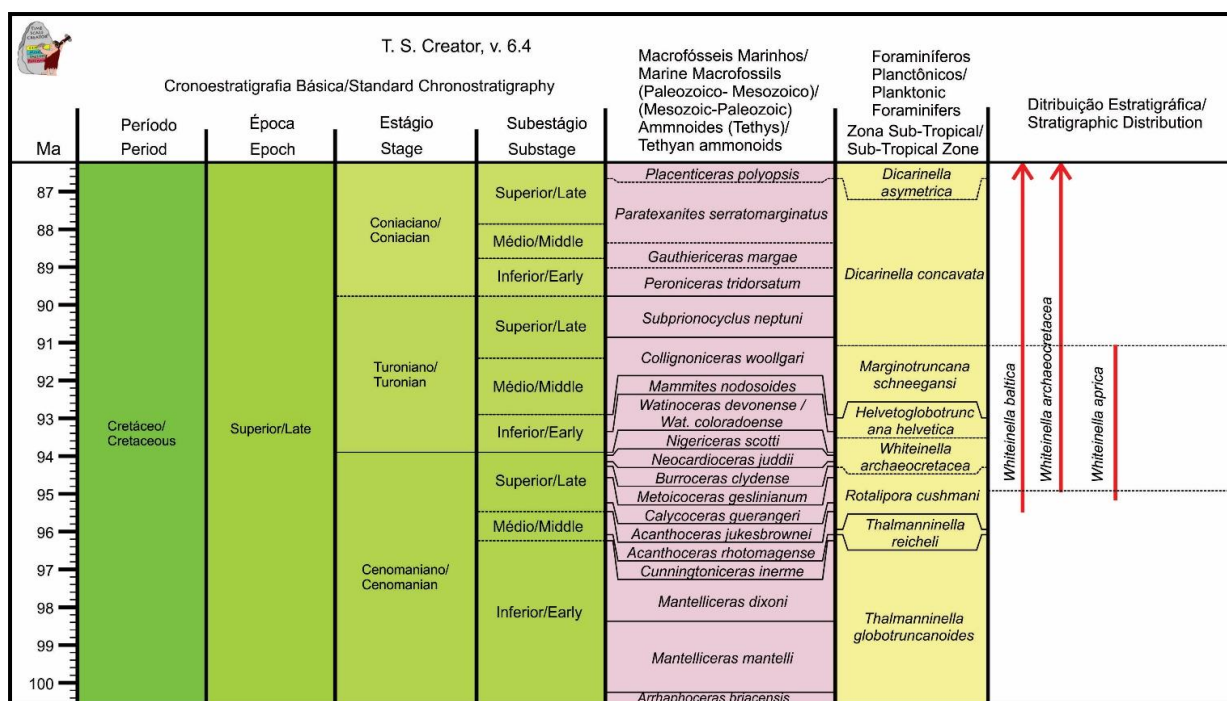 TIME
SCALE
CREATOR
T. S. Creator, v. 6.4
Cronoestratigrafia Básica/Standard Chronostratigraphy
Ma
Período
Period
Época
Epoch
Estágio
Stage
Subestágio
Substage
Macrofósseis Marinhos/
Marine Macrofossils
(Paleozoico- Mesozoico)/
(Mesozoic-Paleozoic)
Ammnoides (Tethys)/
Tethyan ammonoids
Foraminíferos
Planctônicos/
Planktonic
Foraminifers
Zona Sub-Tropical/
Sub-Tropical Zone
Ditribuição Estratigráfica/
Stratigraphic Distribution
87
88
89
90
91
92
93
94
95
96
97
98
99
100
Cretáceo/
Cretaceous
Superior/Late
Coniaciano/
Coniacian
Turoniano/
Turonian
Cenomaniano/
Cenomanian
Superior/Late
Médio/Middle
Inferior/Early
Superior/Late
Médio/Middle
Inferior/Early
Superior/Late
Médio/Middle
Inferior/Early
Placenticeras polyopsis
Paratexanites serratomarginatus
Gauthiericeras margae
Peroniceras tridorsatum
Subprionocyclus neptuni
Collignoniceras woollgari
Mammites nodosoides
Watinoceras devonense /
Wat. coloradoense
Nigericeras scotti
Neocardioceras juddii
Burroceras clydense
Metoicoceras geslinianum
Calycoceras guerangeri
Acanthoceras jukesbrownei
Acanthoceras rhotomagense
Cunningtoniceras inerme
Mantelliceras dixoni
Mantelliceras mantelli
Arrhaphoceras briacensis
Dicarinella
asymetrica
Dicarinella concavata
Marginotruncana
schneegansi
Helvetoglobotrunc
ana helvetica
Whiteinella
archaeocretacea
Rotalipora cushmani
Thalmanninella
reicheli
Thalmanninella
globotruncanoides
Whiteinella baltica
Whiteinella archaeocretacea
Whiteinella aprica